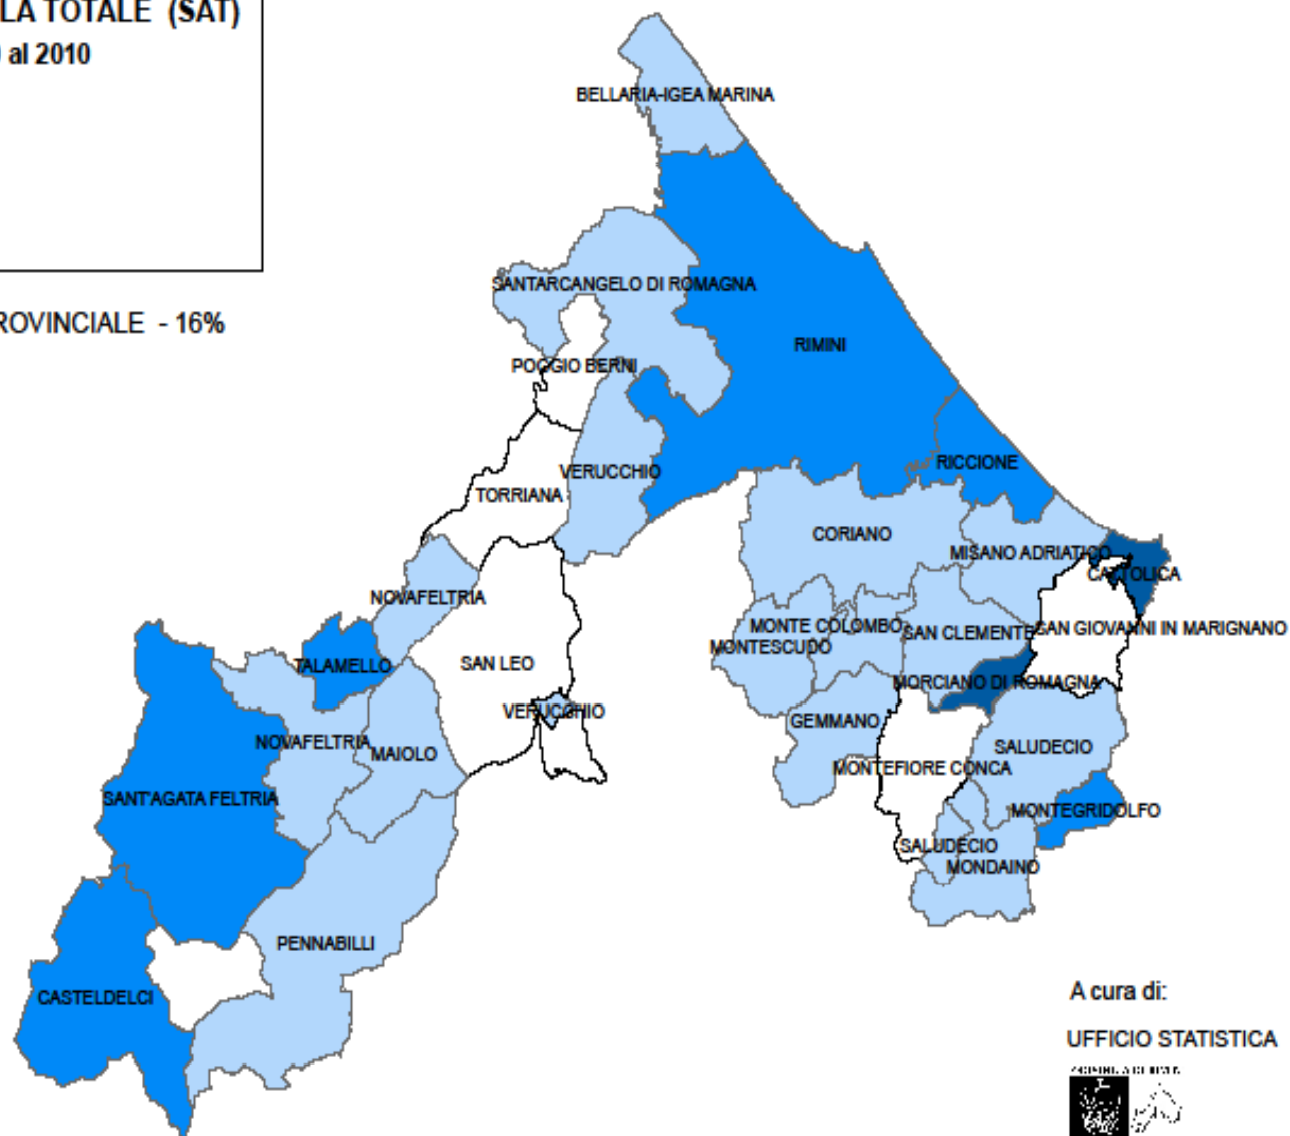 LA TOTALE (SAT)
al 2010
ROVINCIALE - 16%
BELLARIA-IGEA MARINA
SANTARCANGELO DI ROMAGNA
RIMINI
POGGIO BERNI
RICCIONE
VERUCCHIO
TORRIANA
CORIANO
MISANO ADRIATICO
CATTOLICA
NOVAFELTRIA
MONTE COLOMBO
SAN CLEMENTE
SAN GIOVANNI IN MARIGNANO
MONTESCUDO
SAN LEO
TALAMELLO
MORCIANO DI ROMAGNA
VERUCCHIO
GEMMANO
NOVAFELTRIA
MAIOLO
SALUDECIO
MONTEFIORE CONCA
SANT'AGATA FELTRIA
MONTEGRIDOLFO
SALUDECIO
MONDAINO
PENNABILLI
CASTELDELCI
A cura di:
UFFICIO STATISTICA